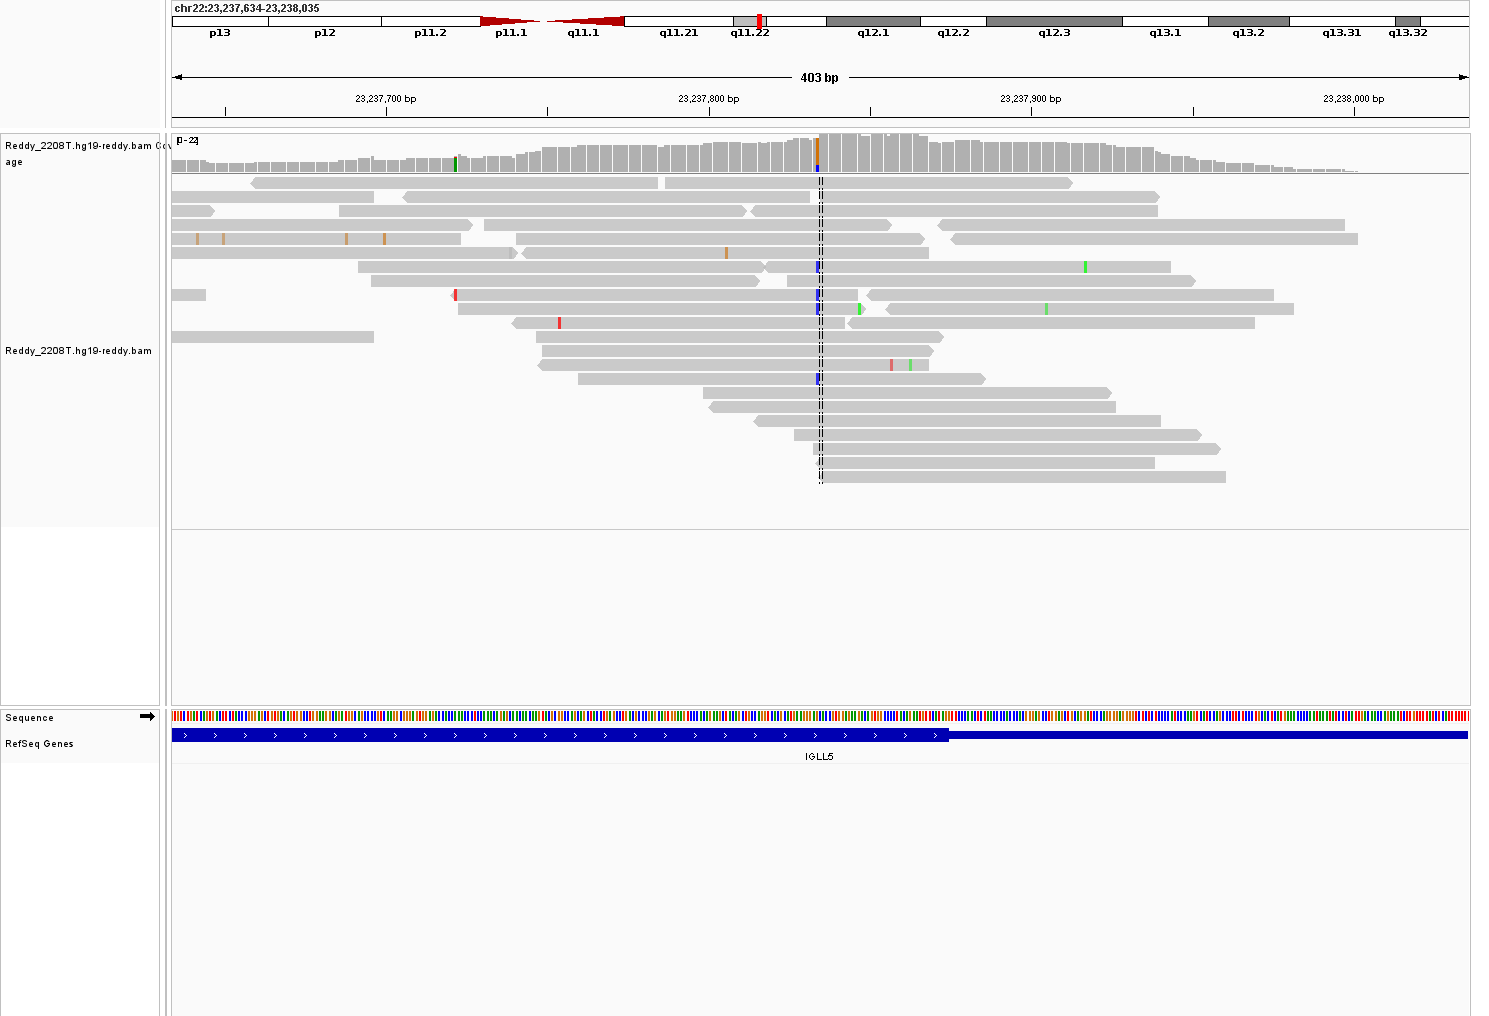 chr22:23,237,634-23,238,035
p13 p12 p11.2 p11.1 q11.1 q11.21 q11.22 q12.1 q12.2 q12.3 q13.1 q13.2 q13.31 q13.32
403 bp
23,237,700 bp 23,237,800 bp 23,237,900 bp 23,238,000 bp
[0-22]
Reddy_2208T.hg19-reddy.bam Cov
age
Reddy_2208T.hg19-reddy.bam
Sequence
RefSeq Genes
IGLL5